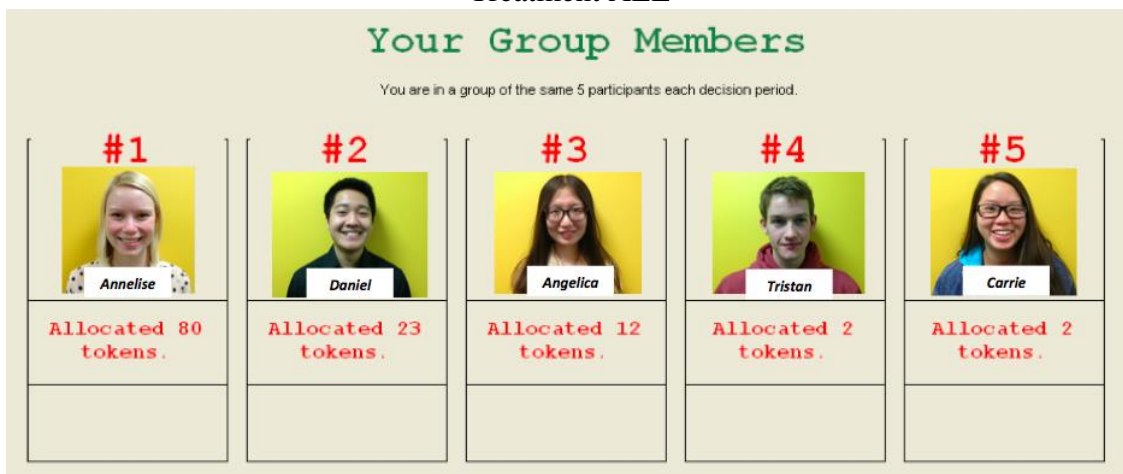 Your Group Members
You are in a group of the same 5 participants each decision period.
#1 #2 #3 #4 #5
Annelise Daniel Angelica Tristan Carrie
Allocated 80 Allocated 23 Allocated 12 Allocated 2 Allocated 2
tokens. tokens. tokens. tokens. tokens.